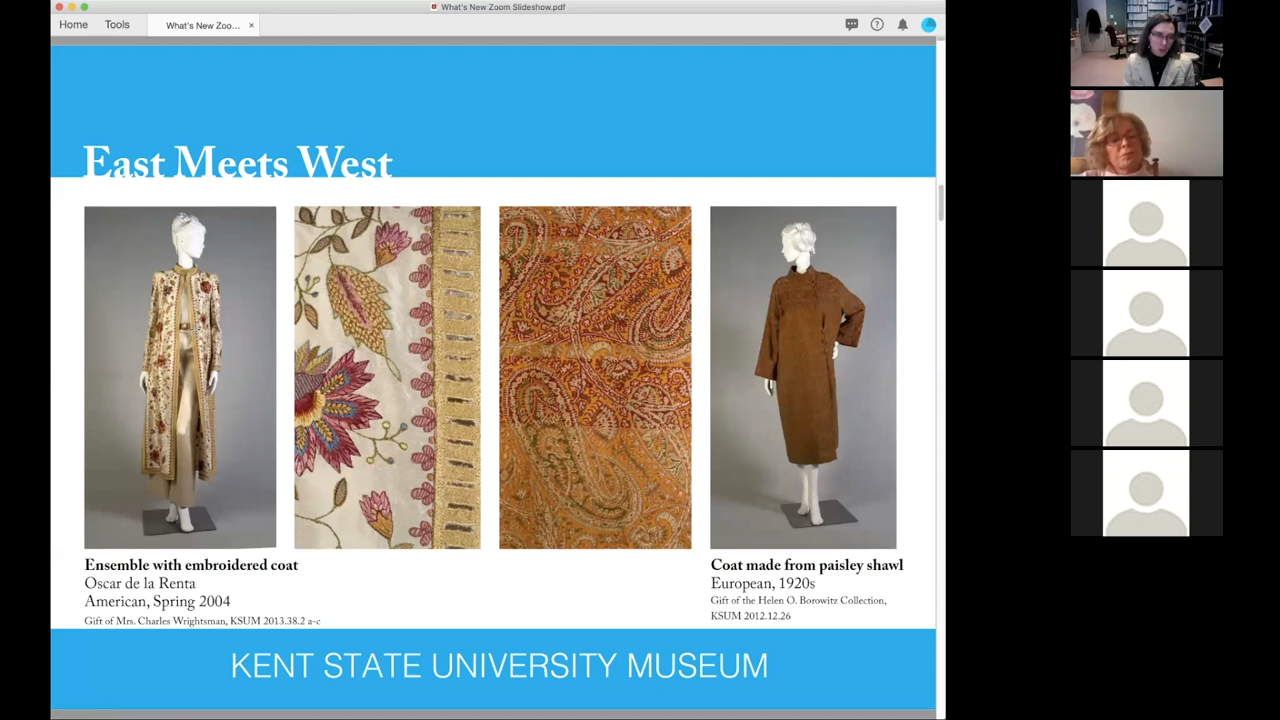 What's New Zoom Slideshow.pdf
Home Tools What's New Zoo... ×
East Meets West
Ensemble with embroidered coat
Oscar de la Renta
American, Spring 2004
Gift of Mrs. Charles Wrightsman, KSUM 2013.38.2 a-c
Coat made from paisley shawl
European, 1920s
Gift of the Helen O. Borowitz Collection,
KSUM 2012.12.26
KENT STATE UNIVERSITY MUSEUM